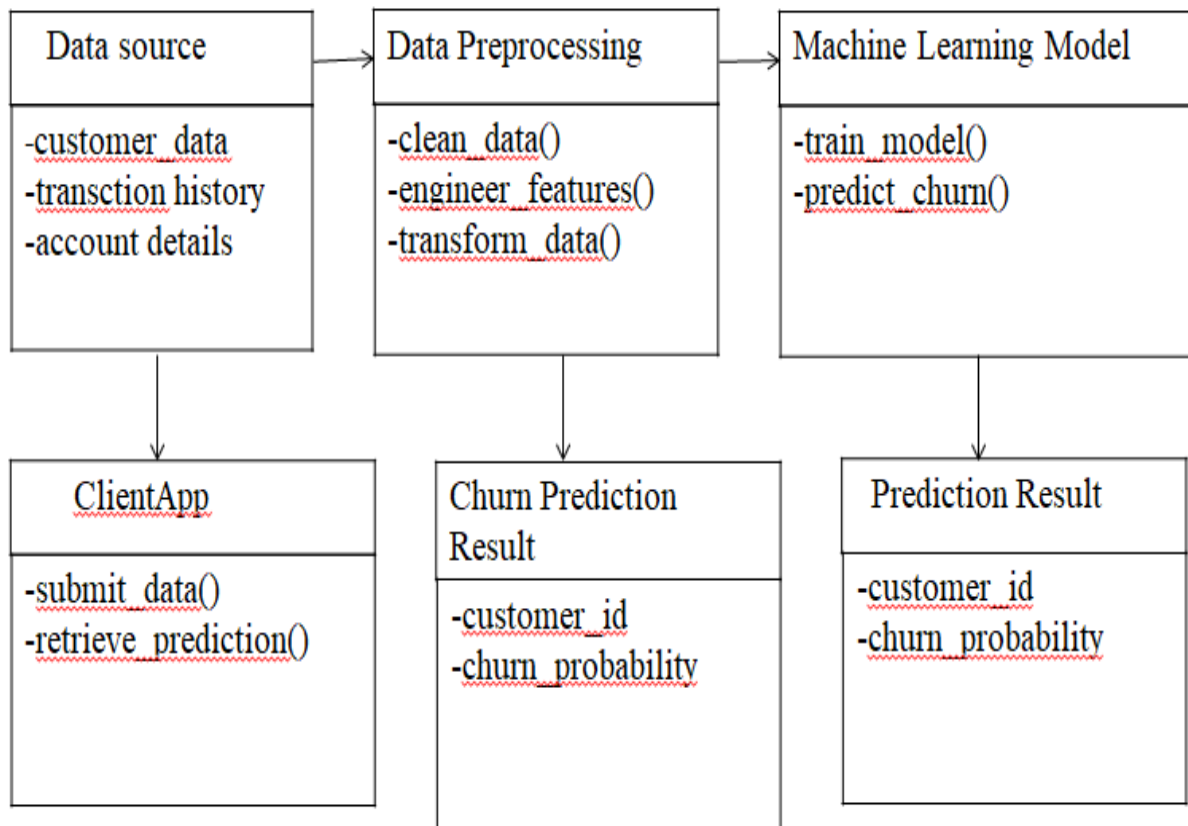 Data source
-customer_data
-transction history
-account details
Data Preprocessing
-clean_data()
-engineer_features()
-transform_data()
Machine Learning Model
-train_model()
-predict_churn()
ClientApp
-submit_data()
-retrieve_prediction()
Churn Prediction
Result
-customer_id
-churn_probability
Prediction Result
-customer_id
-churn_probability